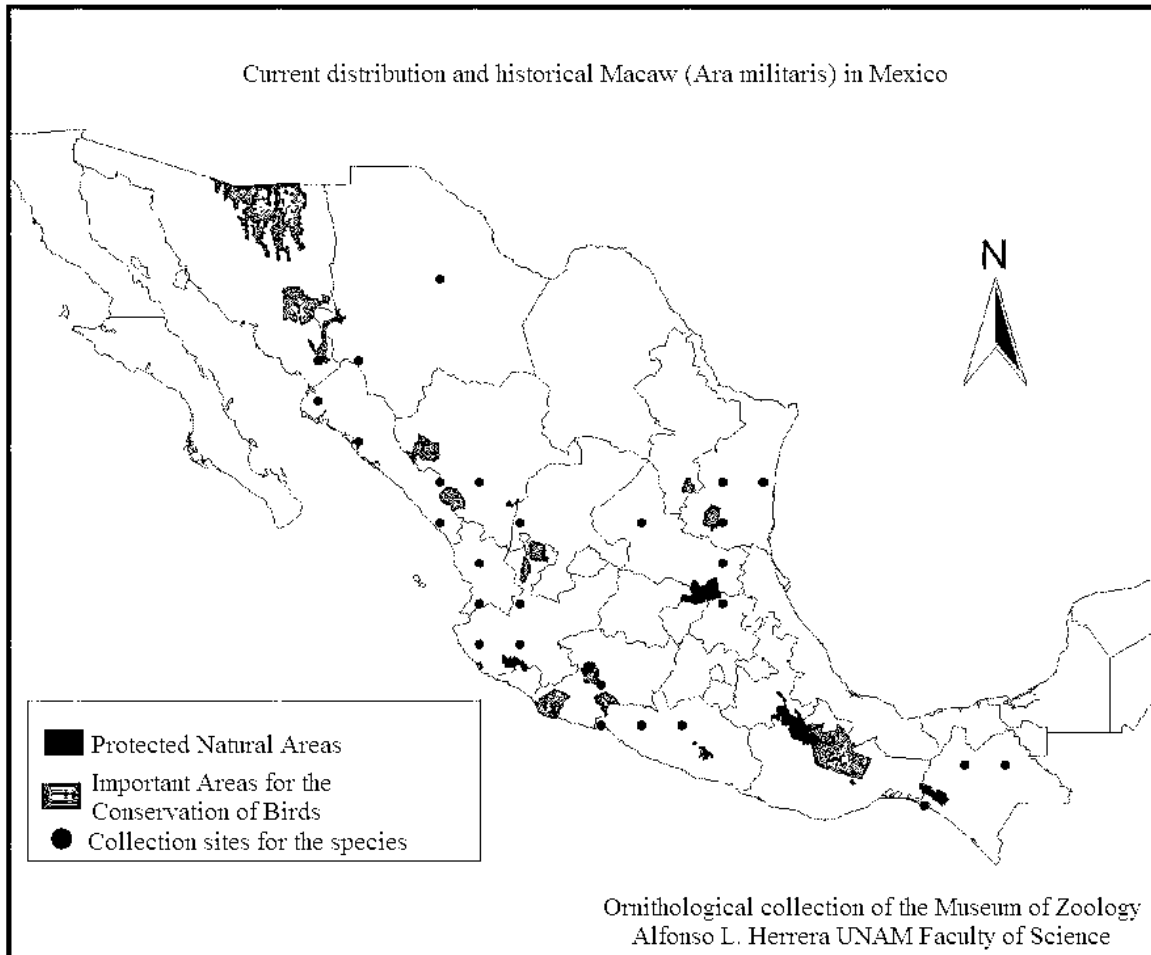 Current distribution and historical Macaw (Ara militaris) in Mexico
N
Protected Natural Areas
Important Areas for the
Conservation of Birds
Collection sites for the species
Ornithological collection of the Museum of Zoology
Alfonso L. Herrera UNAM Faculty of Science